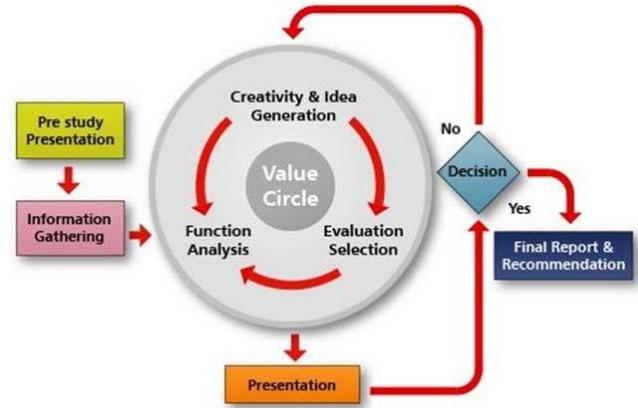 Pre study
Presentation
Information
Gathering
Creativity & Idea
Generation
Value
Circle
Function
Analysis
Evaluation
Selection
Presentation
No
Decision
Yes
Final Report &
Recommendation